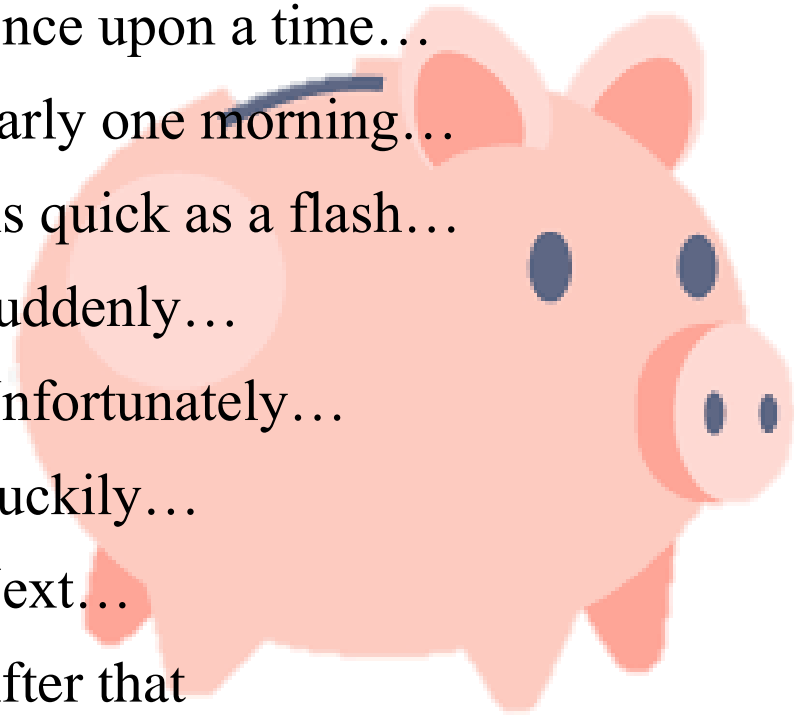 nce upon a time…
arly one morning…
s quick as a flash…
uddenly…
nfortunately…
uckily…
ext…
fter that